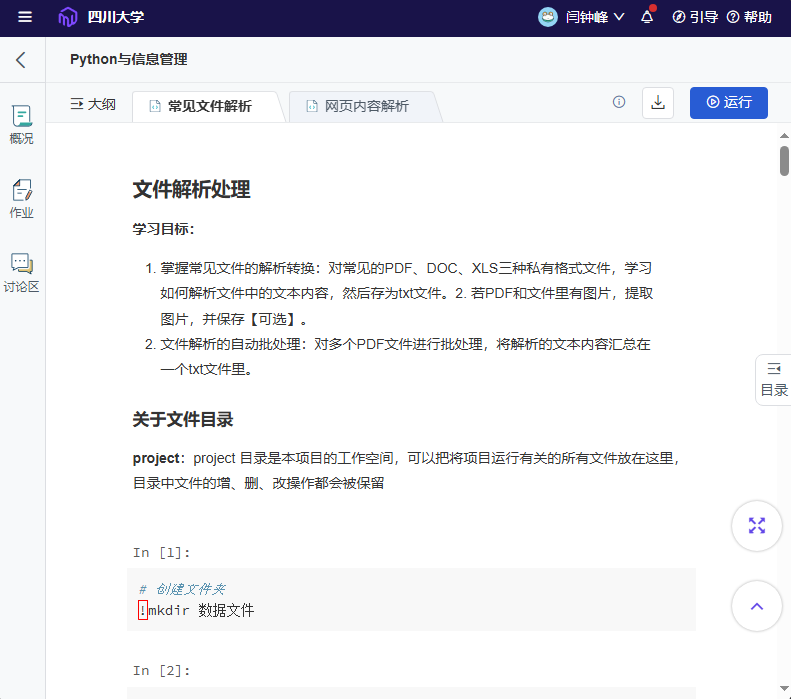 四川大学
闫钟峰
引导
帮助
Python与信息管理
大纲
常见文件解析
网页内容解析
运行
概况
作业
讨论区
文件解析处理
学习目标：
1. 掌握常见文件的解析转换：对常见的PDF、DOC、XLS三种私有格式文件，学习
如何解析文件中的文本内容，然后存为txt文件。2. 若PDF和文件里有图片，提取
图片，并保存【可选】。
2. 文件解析的自动批处理：对多个PDF文件进行批处理，将解析的文本内容汇总在
一个txt文件里。
目录
关于文件目录
project：project 目录是本项目的工作空间，可以把将项目运行有关的所有文件放在这里，
目录中文件的增、删、改操作都会被保留
In [1]:
# 创建文件夹
!mkdir 数据文件
In [2]: